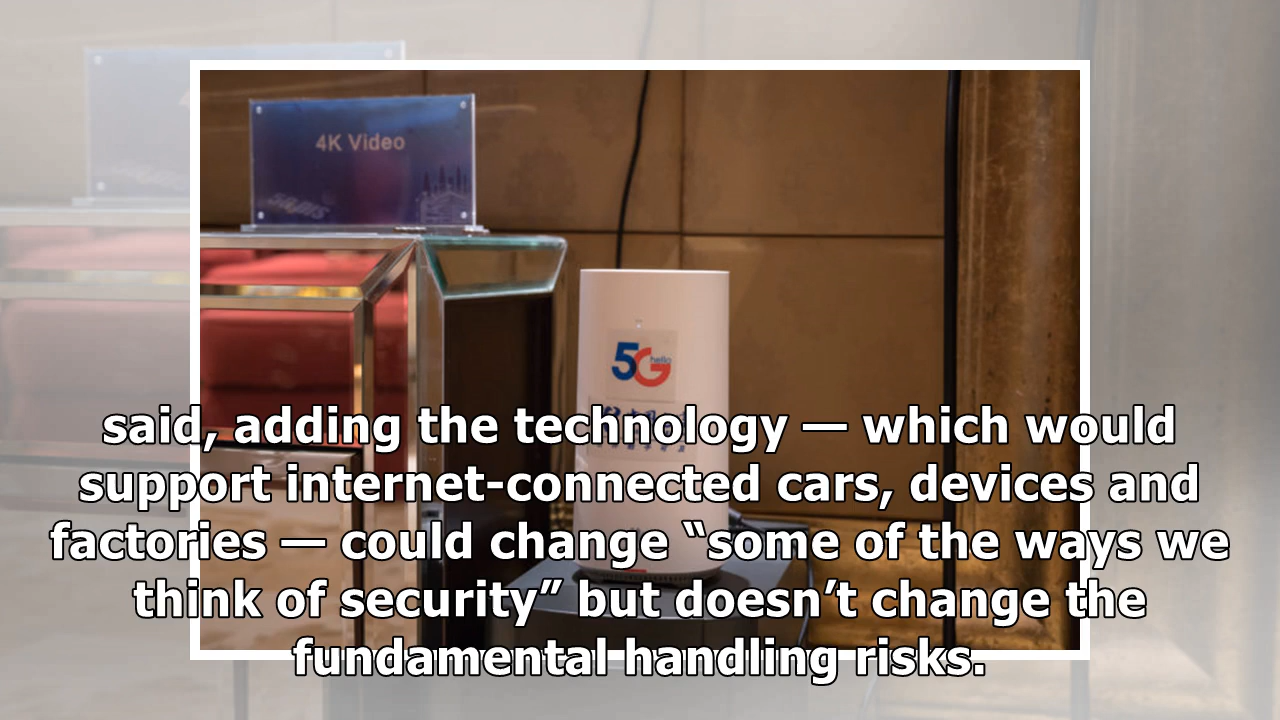 4K Video
5G
hello
said, adding the technology — which would
support internet-connected cars, devices and
factories — could change “some of the ways we
think of security” but doesn’t change the
fundamental handling risks.